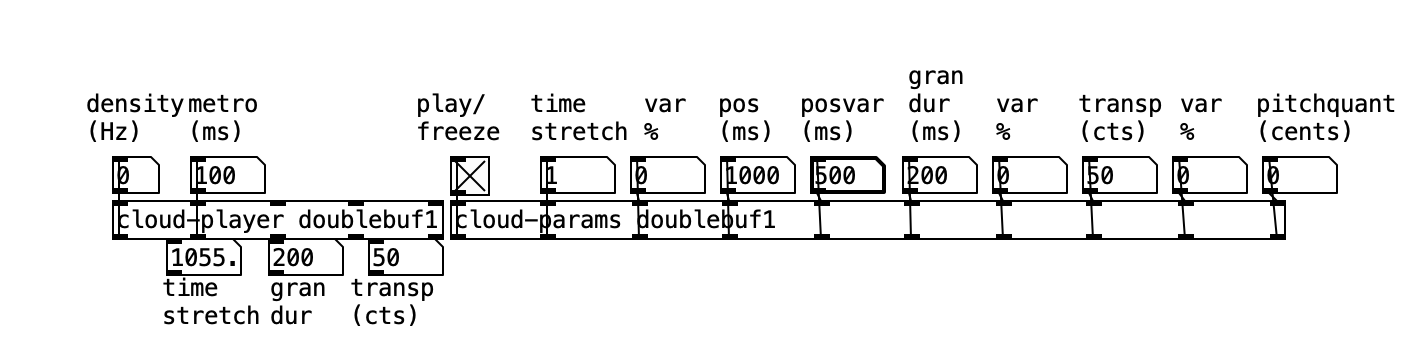 gran
density metro play/ time var pos posvar dur var transp var pitchquant
(Hz) (ms) freeze stretch % (ms) (ms) (ms) % (cts) % (cents)
0 100 1 0 1000 500 200 0 50 0 0
cloud-player doublebuf1 cloud-params doublebuf1
1055. 200 50
time gran transp
stretch dur (cts)